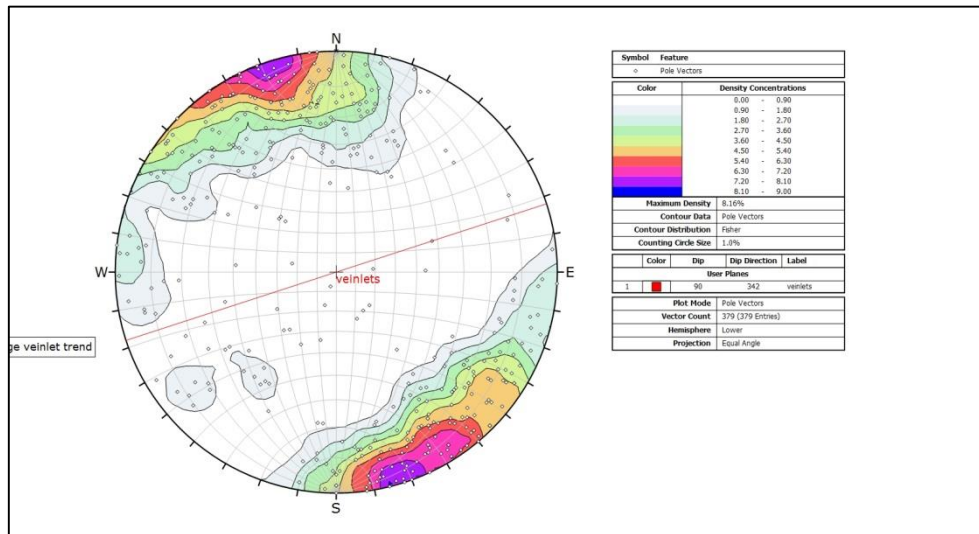 N
W
E
S
veinlets
ge veinlet trend
Symbol Feature
Pole Vectors
Color Density Concentrations
0.00 - 0.90
0.90 - 1.80
1.80 - 2.70
2.70 - 3.60
3.60 - 4.50
4.50 - 5.40
5.40 - 6.30
6.30 - 7.20
7.20 - 8.10
8.10 - 9.00
Maximum Density 8.16%
Contour Data Pole Vectors
Contour Distribution Fisher
Counting Circle Size 1.0%
Color Dip Dip Direction Label
User Planes
1 90 342 veinlets
Plot Mode Pole Vectors
Vector Count 379 (379 Entries)
Hemisphere Lower
Projection Equal Angle